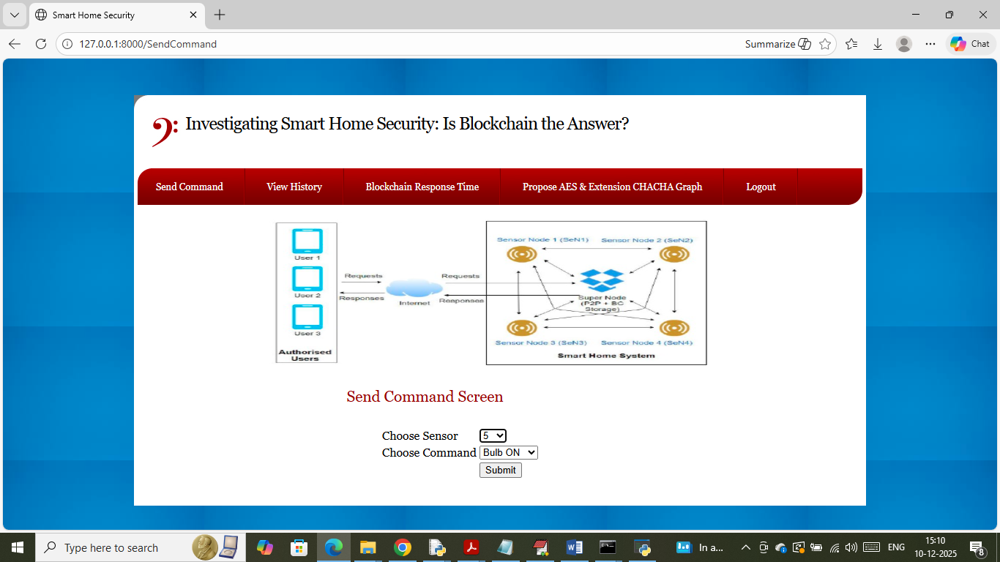 Smart Home Security
127.0.0.1:8000/SendCommand
Summarize
Chat
Investigating Smart Home Security: Is Blockchain the Answer?
Send Command
View History
Blockchain Response Time
Propose AES & Extension CHACHA Graph
Logout
User 1
User 2
User 3
Authorised
Users
Requests
Responses
Internet
Requests
Responses
Sensor Node 1 (SeN1)
Sensor Node 2 (SeN2)
Super Node
(P2P + BC
Storage)
Sensor Node 3 (SeN3)
Sensor Node 4 (SeN4)
Smart Home System
Send Command Screen
Choose Sensor 5
Choose Command Bulb ON
Submit
Type here to search
In a...
ENG
15:10
10-12-2025
8